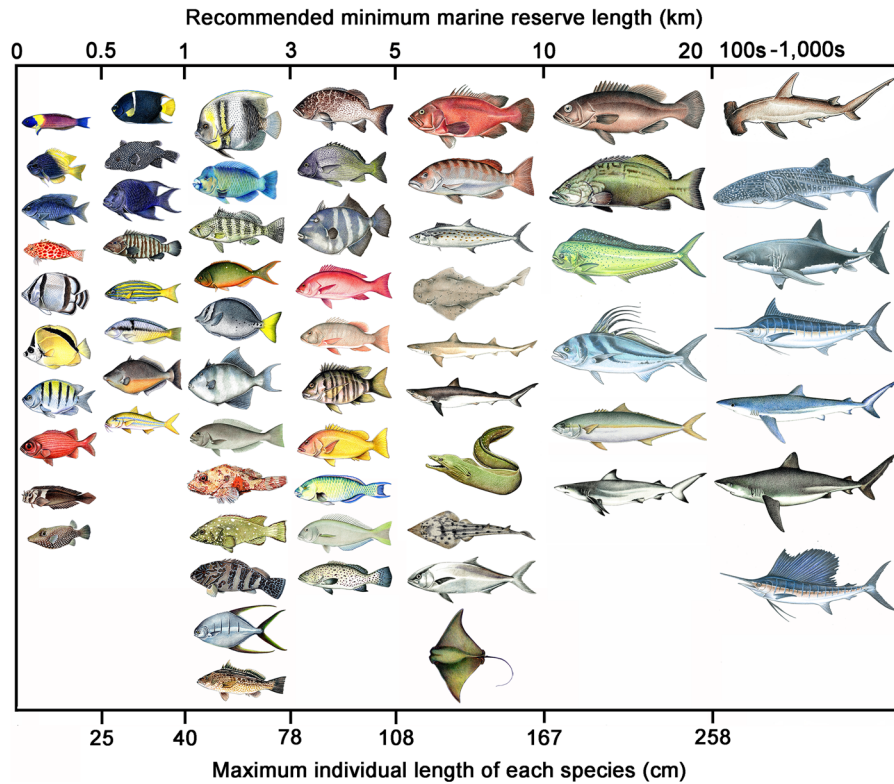 Recommended minimum marine reserve length (km)
0 0.5 1 3 5 10 20 100s -1,000s
25 40 78 108 167 258
Maximum individual length of each species (cm)